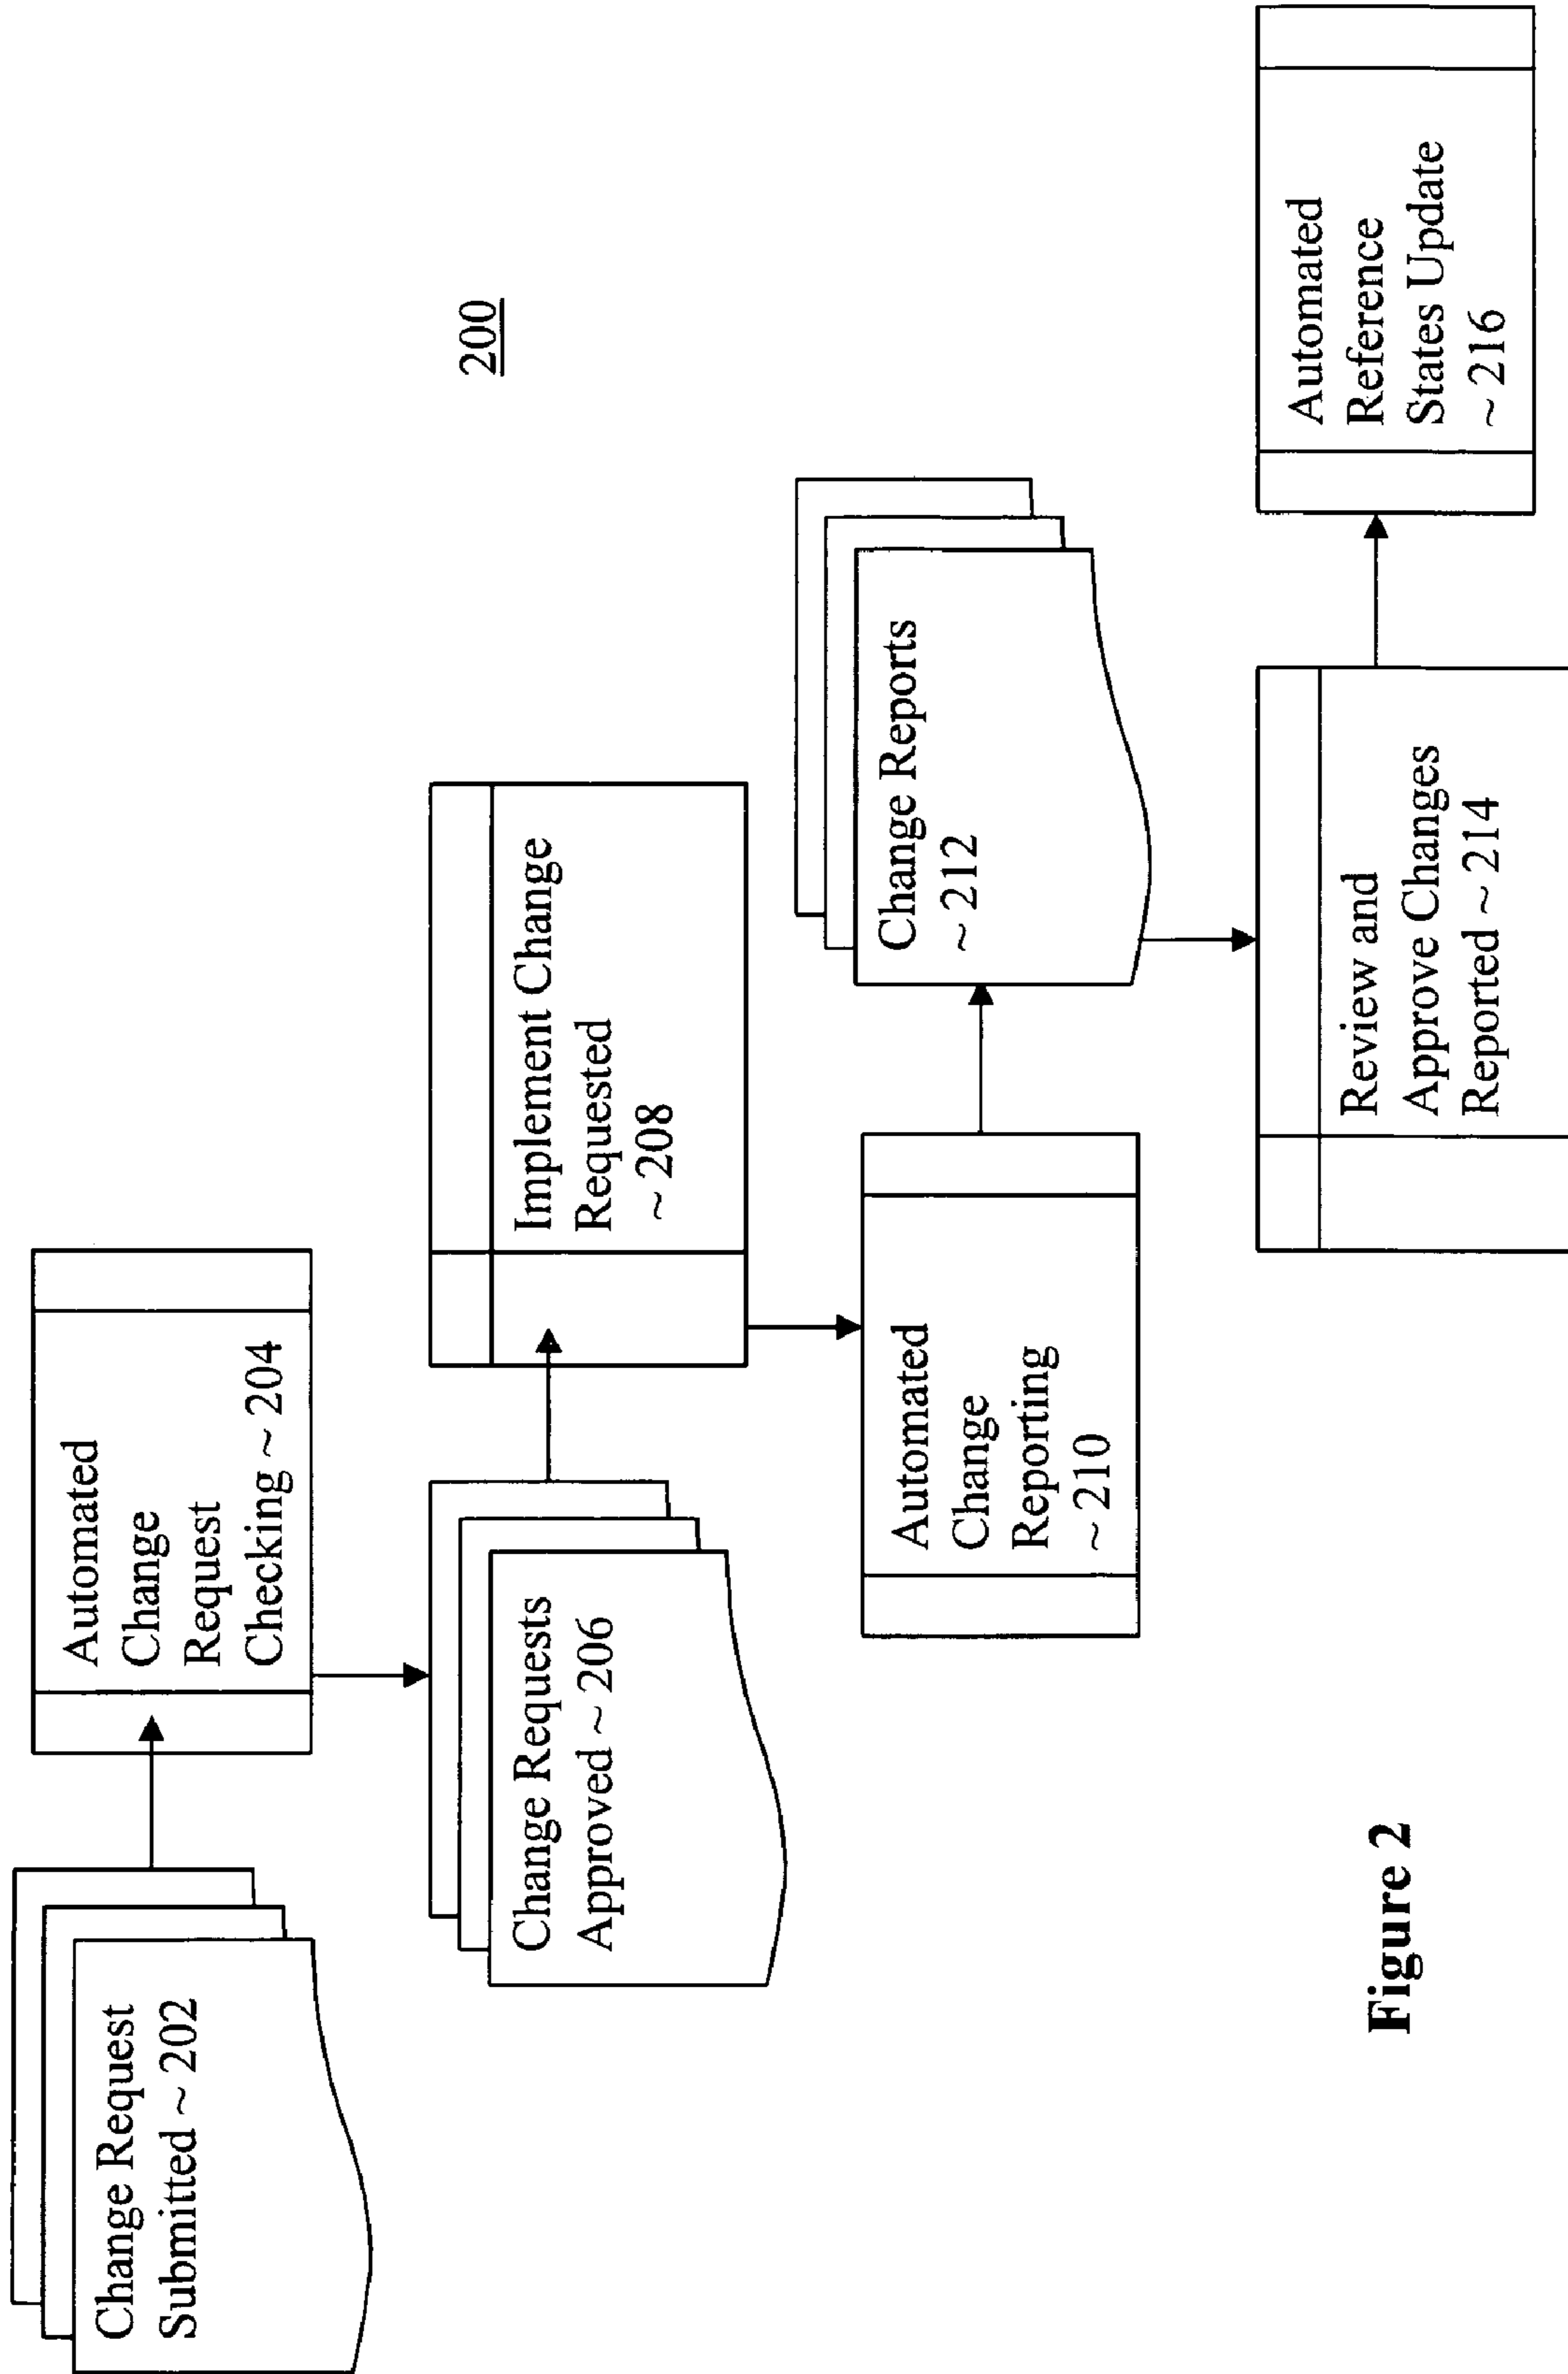 Change Request
Submitted ~ 202
Automated
Change
Request
Checking ~ 204
200
Change Requests
Approved ~ 206
Implement Change
Requested
~ 208
Automated
Change
Reporting
~ 210
Change Reports
~ 212
Review and
Approve Changes
Reported ~ 214
Automated
Reference
States Update
~ 216
Figure 2